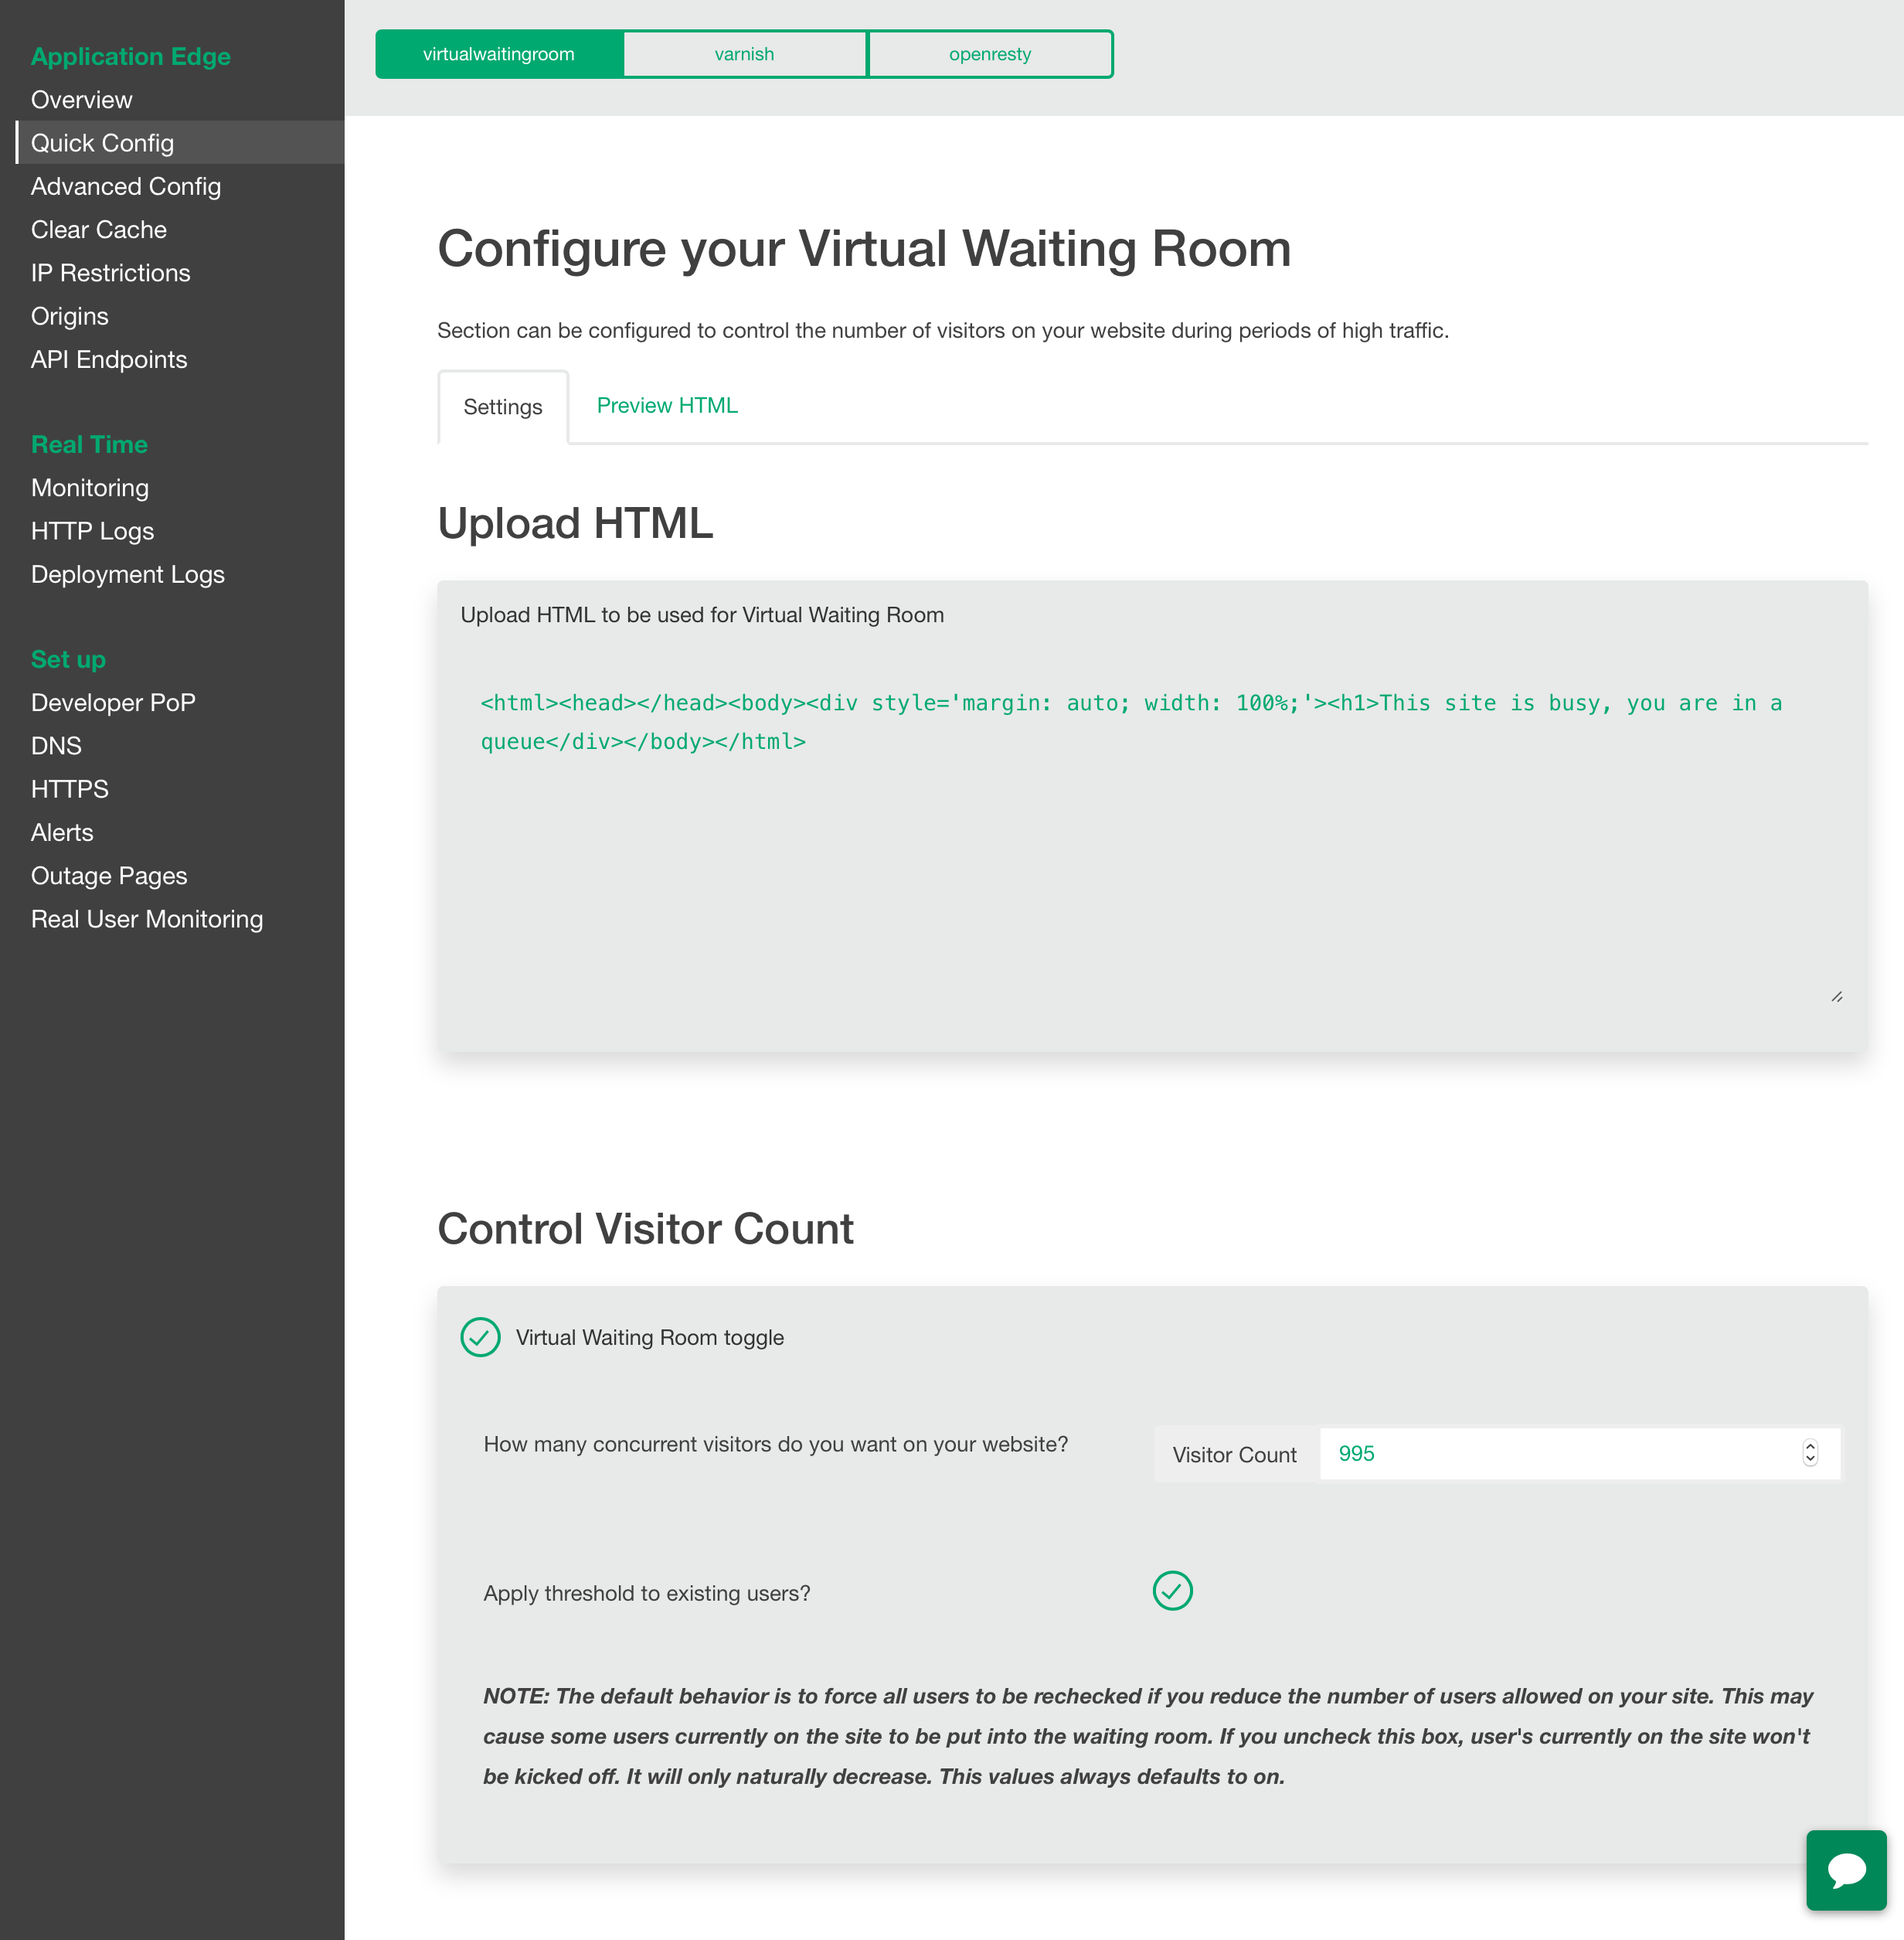 Application Edge
Overview
Quick Config
Advanced Config
Clear Cache
IP Restrictions
Origins
API Endpoints
Real Time
Monitoring
HTTP Logs
Deployment Logs
Set up
Developer PoP
DNS
HTTPS
Alerts
Outage Pages
Real User Monitoring
virtualwaitingroom
varnish
openresty
Configure your Virtual Waiting Room
Section can be configured to control the number of visitors on your website during periods of high traffic.
Settings
Preview HTML
Upload HTML
Upload HTML to be used for Virtual Waiting Room
<html><head></head><body><div style='margin: auto; width: 100%;'><h1>This site is busy, you are in a
queue</div></body></html>
Control Visitor Count
Virtual Waiting Room toggle
How many concurrent visitors do you want on your website?
Visitor Count
995
Apply threshold to existing users?
NOTE: The default behavior is to force all users to be rechecked if you reduce the number of users allowed on your site. This may
cause some users currently on the site to be put into the waiting room. If you uncheck this box, user's currently on the site won't
be kicked off. It will only naturally decrease. This values always defaults to on.